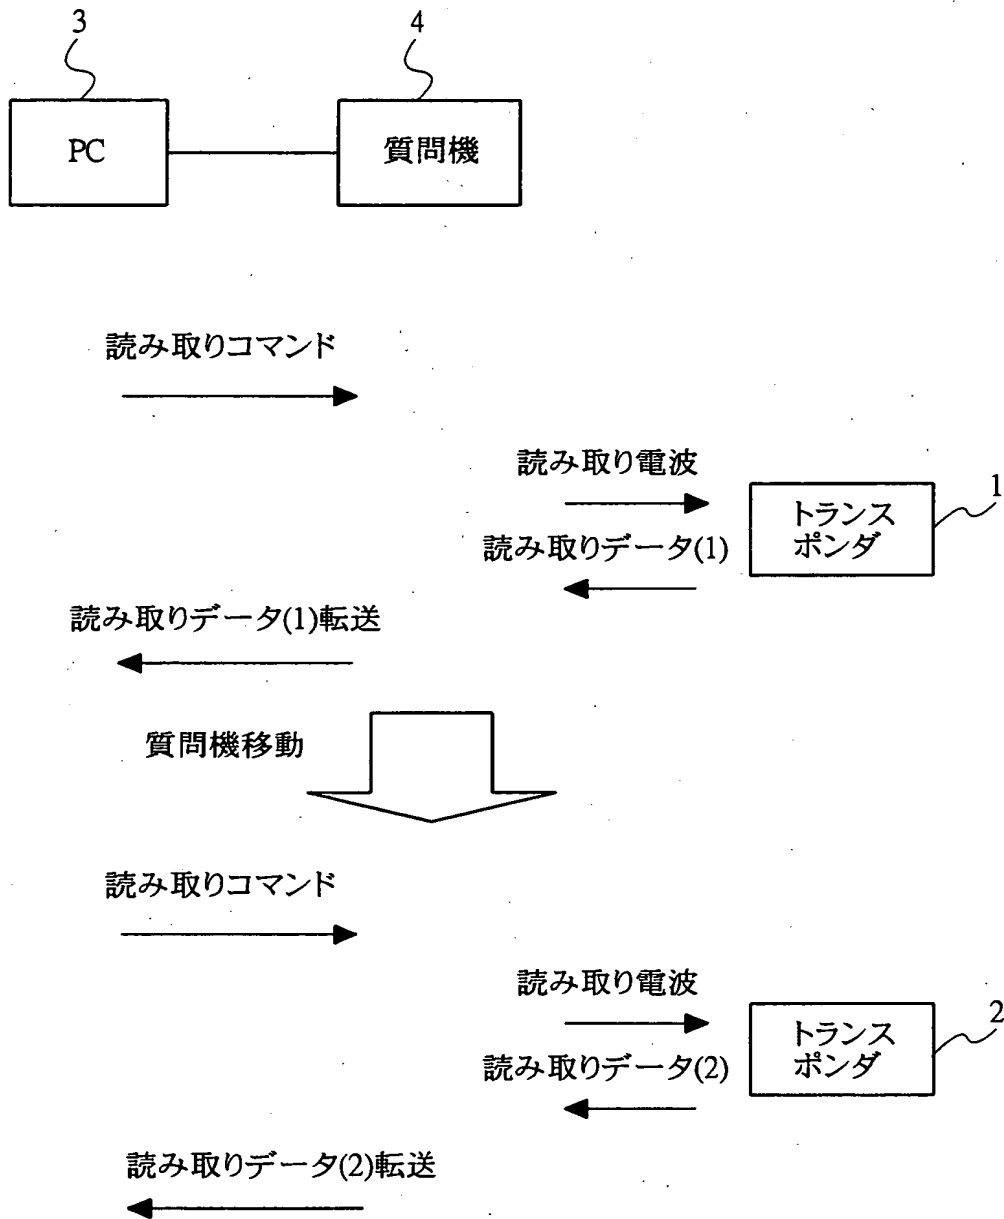 3
4
PC
質問機
読み取りコマンド
読み取り電波
1
トランス
ポンダ
読み取りデータ(1)
読み取りデータ(1)転送
質問機移動
読み取りコマンド
読み取り電波
2
トランス
ポンダ
読み取りデータ(2)
読み取りデータ(2)転送